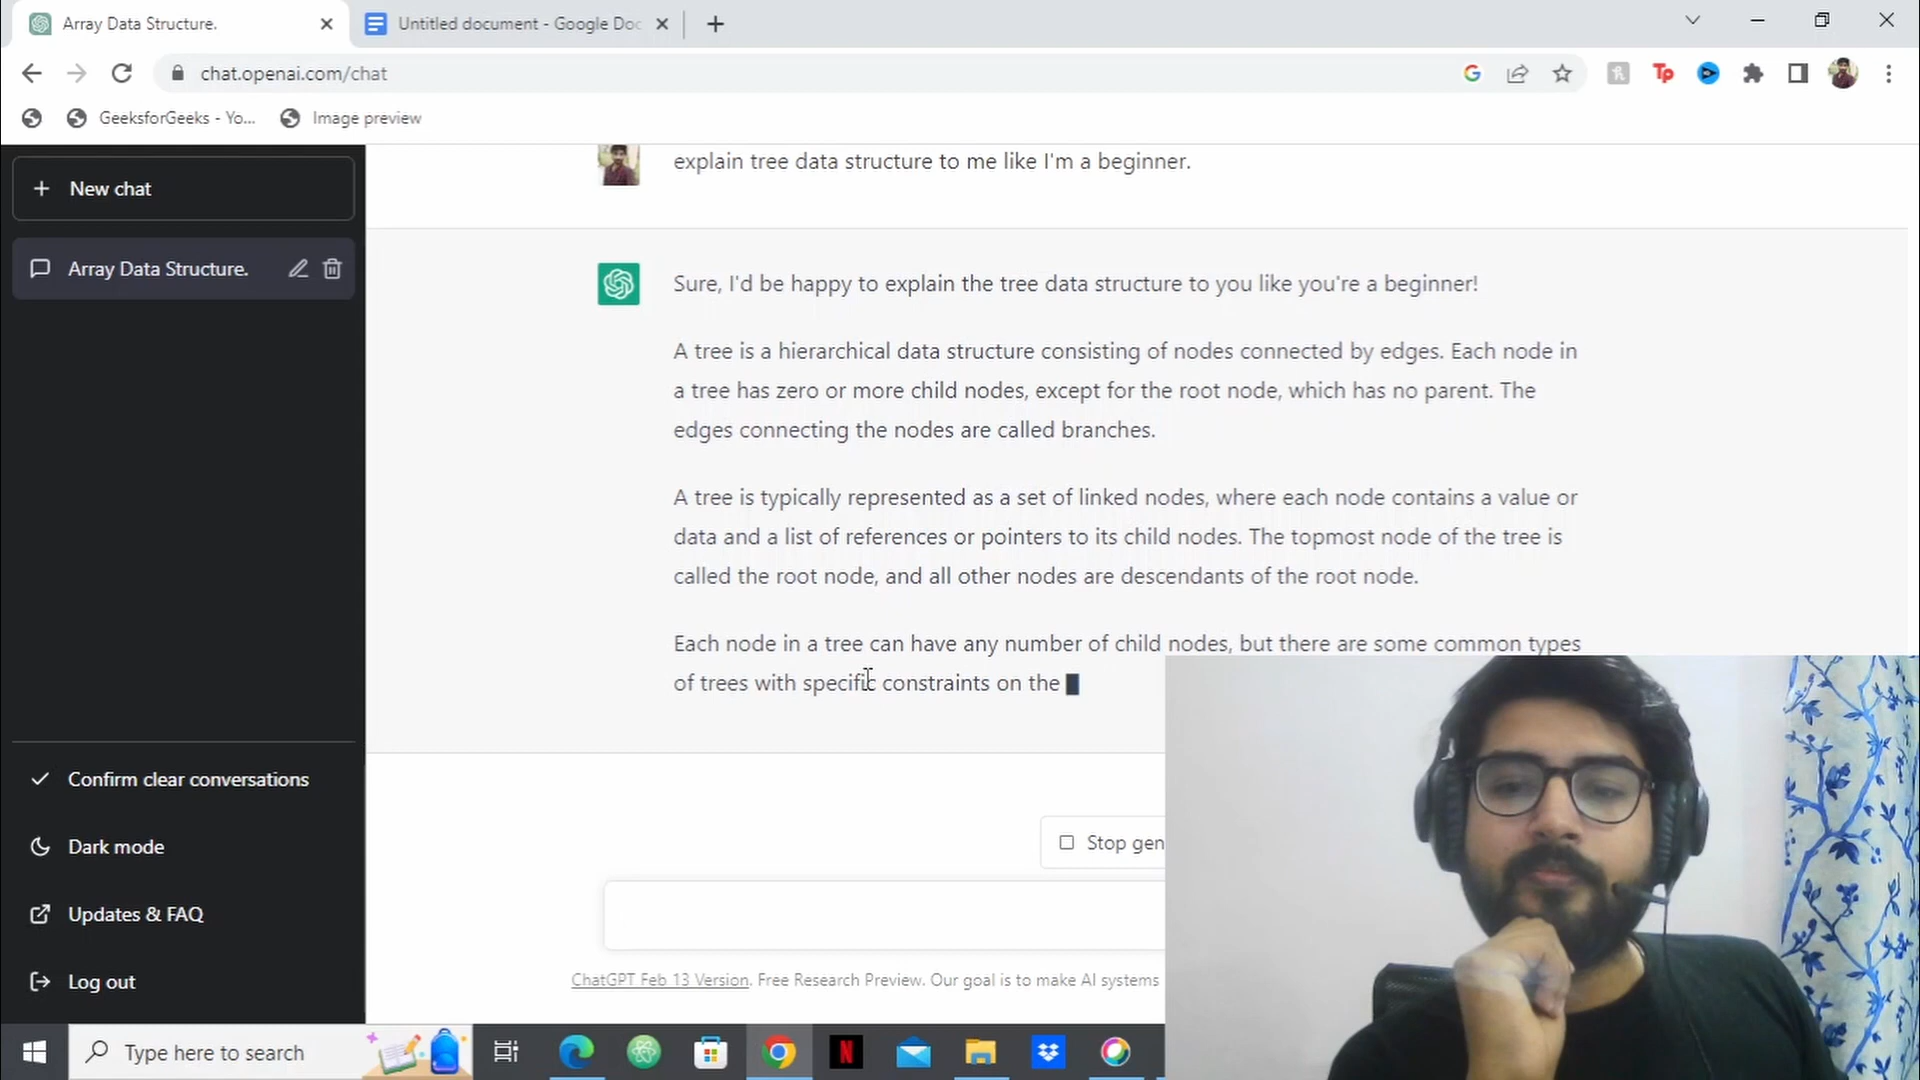 Array Data Structure.
Untitled document - Google Doc
chat.openai.com/chat
GeeksforGeeks - Yo...
Image preview
New chat
Array Data Structure.
Confirm clear conversations
Dark mode
Updates & FAQ
Log out
explain tree data structure to me like I'm a beginner.
Sure, I'd be happy to explain the tree data structure to you like you're a beginner!
A tree is a hierarchical data structure consisting of nodes connected by edges. Each node in
a tree has zero or more child nodes, except for the root node, which has no parent. The
edges connecting the nodes are called branches.
A tree is typically represented as a set of linked nodes, where each node contains a value or
data and a list of references or pointers to its child nodes. The topmost node of the tree is
called the root node, and all other nodes are descendants of the root node.
Each node in a tree can have any number of child nodes, but there are some common types
of trees with specific constraints on the
Stop gen
ChatGPT Feb 13 Version. Free Research Preview. Our goal is to make AI systems
Type here to search